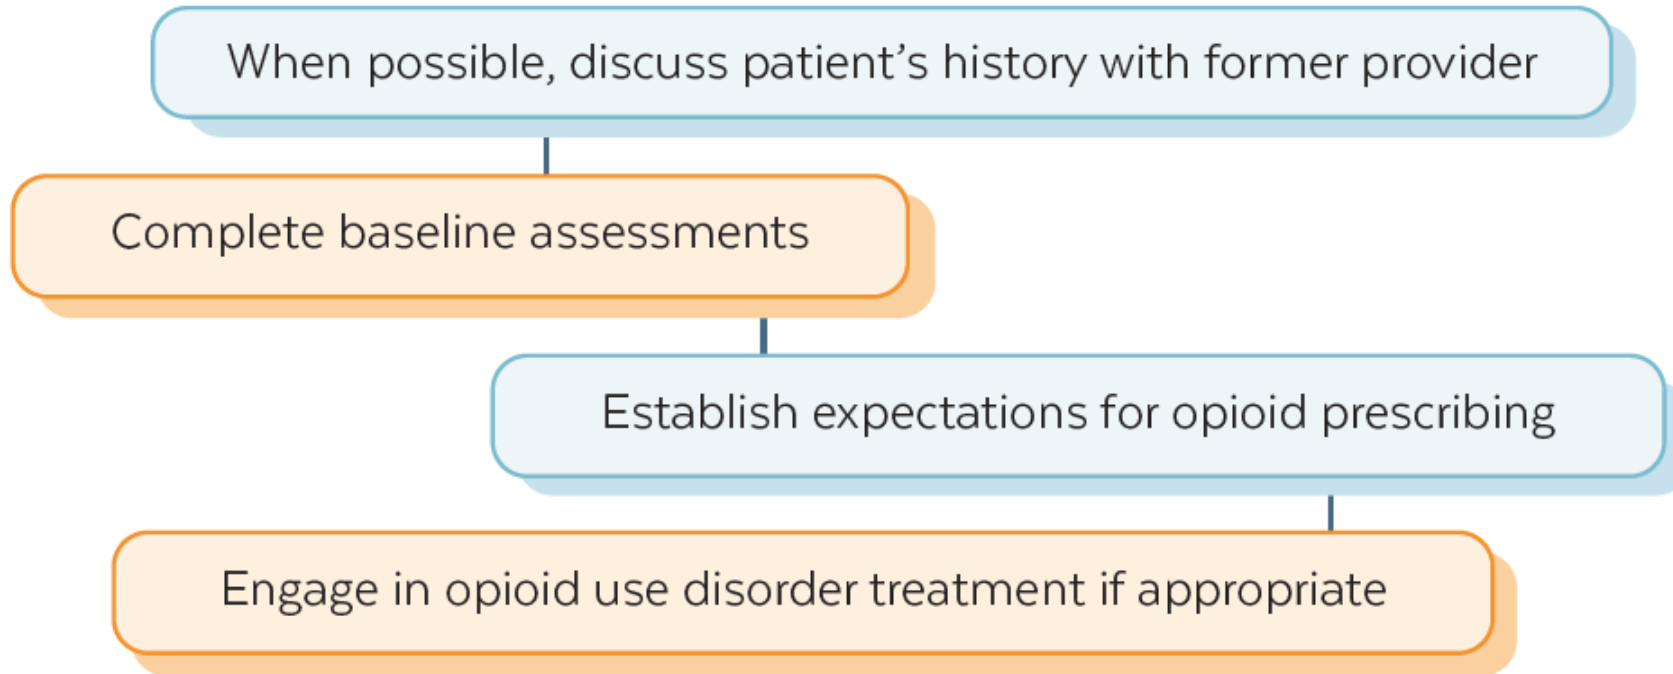 When possible, discuss patient’s history with former provider
Complete baseline assessments
Establish expectations for opioid prescribing
Engage in opioid use disorder treatment if appropriate